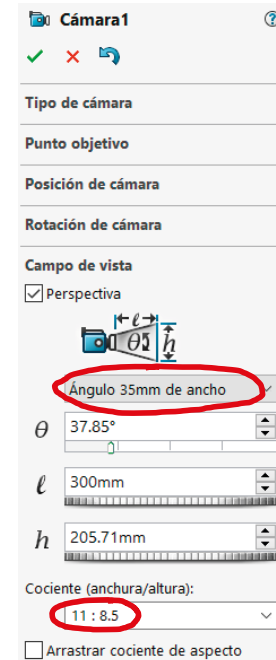 Cámara1
Tipo de cámara
Punto objetivo
Posición de cámara
Rotación de cámara
Campo de vista
Perspectiva
ℓ
θ h
Ángulo 35mm de ancho
θ 37.85°
ℓ 300mm
h 205.71mm
Cociente (anchura/altura):
11 : 8.5
Arrastrar cociente de aspecto